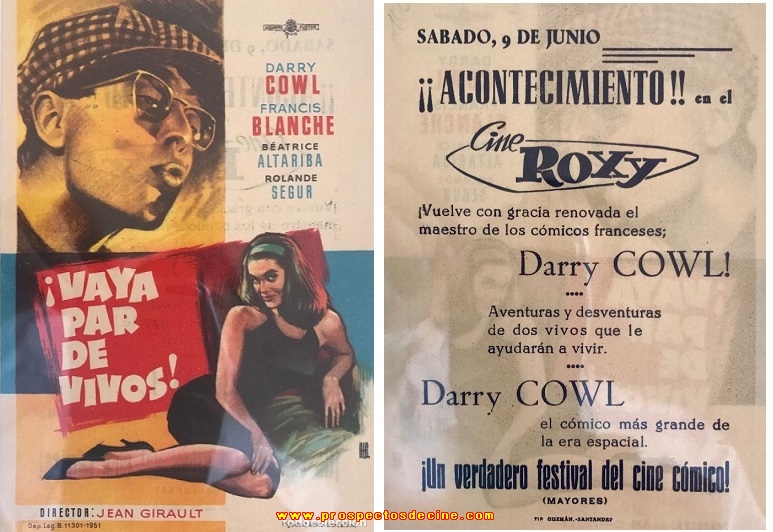 DARRY
COWL
FRANCIS
BLANCHE
BÉATRICE
ALTARIBA
ROLANDE
SEGUR
¡VAYA
PAR
DE
VIVOS!
DIRECTOR: JEAN GIRAULT
Dep. Leg. B. 11301-1961
SABADO, 9 DE JUNIO
¡¡ACONTECIMIENTO!! en el
Cine ROXY
¡Vuelve con gracia renovada el
maestro de los cómicos franceses;
Darry COWL!
Aventuras y desventuras
de dos vivos que le
ayudarán a vivir.
Darry COWL
el cómico más grande de
la era espacial.
¡Un verdadero festival del cine cómico!
(MAYORES)
TIP GUZMÁN.-SANTANDER
www.prospectosdecine.com